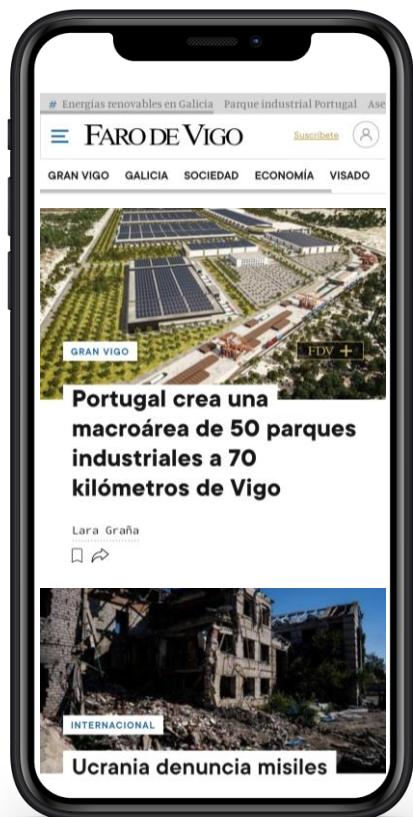 # Energías renovables en Galicia Parque industrial Portugal Ase
FARO DE VIGO Suscríbete
GRAN VIGO GALICIA SOCIEDAD ECONOMÍA VISADO
GRAN VIGO
FDV +
Portugal crea una
macroárea de 50 parques
industriales a 70
kilómetros de Vigo
Lara Graña
INTERNACIONAL
Ucrania denuncia misiles